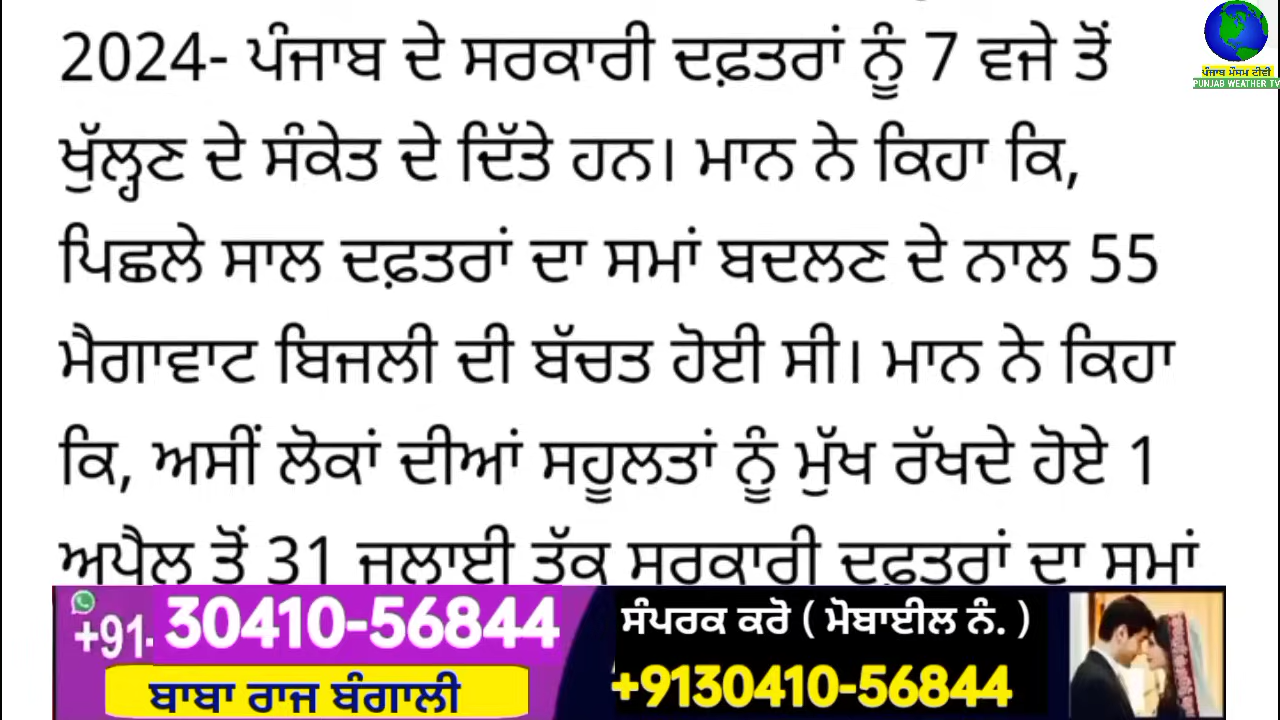 2024- ਪੰਜਾਬ ਦੇ ਸਰਕਾਰੀ ਦਫ਼ਤਰਾਂ ਨੂੰ 7 ਵਜੇ ਤੋਂ
ਖੁੱਲ੍ਹਣ ਦੇ ਸੰਕੇਤ ਦੇ ਦਿੱਤੇ ਹਨ। ਮਾਨ ਨੇ ਕਿਹਾ ਕਿ,
ਪਿਛਲੇ ਸਾਲ ਦਫ਼ਤਰਾਂ ਦਾ ਸਮਾਂ ਬਦਲਣ ਦੇ ਨਾਲ 55
ਮੈਗਾਵਾਟ ਬਿਜਲੀ ਦੀ ਬੱਚਤ ਹੋਈ ਸੀ। ਮਾਨ ਨੇ ਕਿਹਾ
ਕਿ, ਅਸੀਂ ਲੋਕਾਂ ਦੀਆਂ ਸਹੂਲਤਾਂ ਨੂੰ ਮੁੱਖ ਰੱਖਦੇ ਹੋਏ 1
ਅਪ੍ਰੈਲ ਤੋਂ 31 ਜੁਲਾਈ ਤੱਕ ਸਰਕਾਰੀ ਦਫ਼ਤਰਾਂ ਦਾ ਸਮਾਂ
ਪੰਜਾਬ ਮੌਸਮ ਟੀਵੀ
PUNJAB WEATHER TV
+91. 30410-56844
ਬਾਬਾ ਰਾਜ ਬੰਗਾਲੀ
ਸੰਪਰਕ ਕਰੋ ( ਮੋਬਾਈਲ ਨੰ. )
+9130410-56844